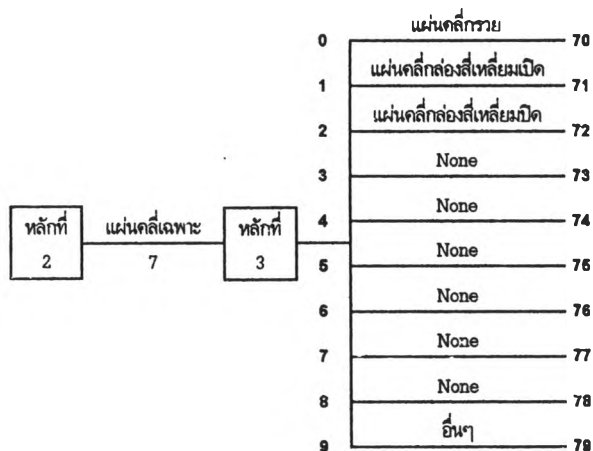 0 แผ่นคลี่กรวย 70
1 แผ่นคลี่กล่องสี่เหลี่ยมเปิด 71
2 แผ่นคลี่กล่องสี่เหลี่ยมปิด 72
3 None 73
4 None 74
หลักที่ 2 แผ่นคลี่เฉพาะ 7 หลักที่ 3
5 None 75
6 None 76
7 None 77
8 None 78
9 อื่นๆ 79